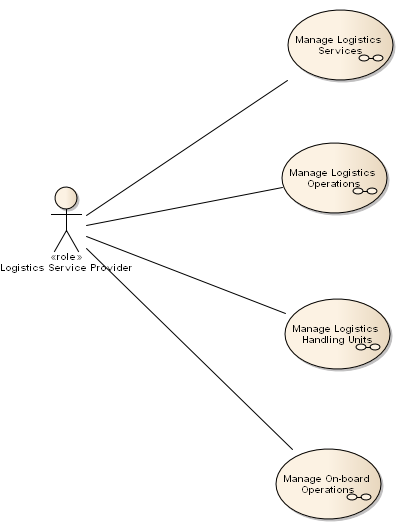 Manage Logistics
Services
Manage Logistics
Operations
«role»
Logistics Service Provider
Manage Logistics
Handling Units
Manage On-board
Operations